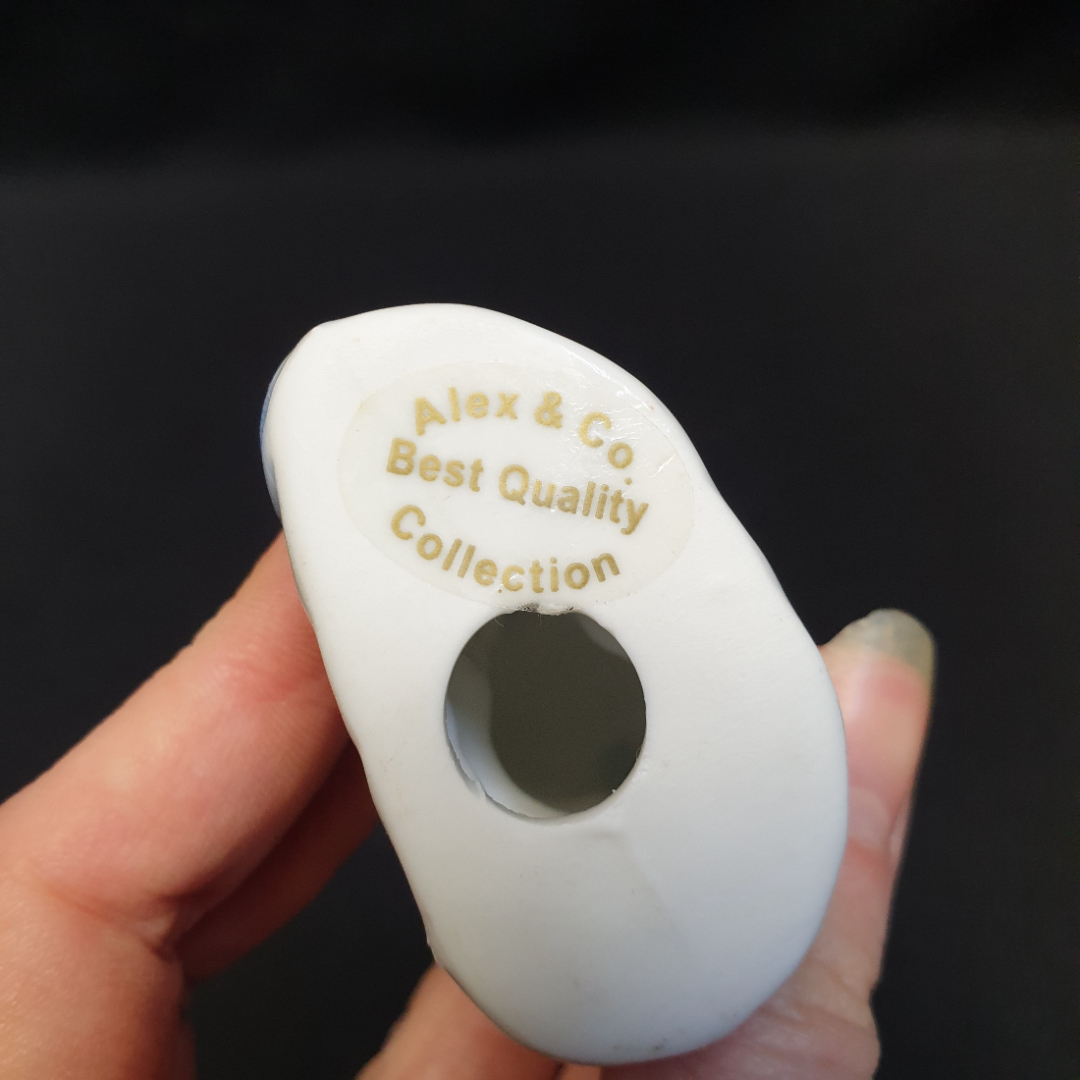 Alex & Co.
Best Quality
Collection